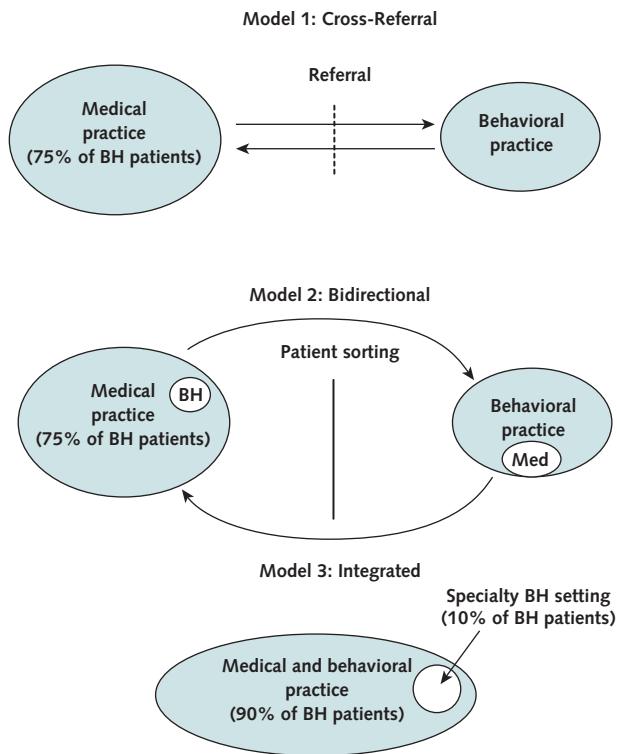 Model 1: Cross-Referral
Referral
Medical
practice
(75% of BH patients)
Behavioral
practice
Model 2: Bidirectional
Patient sorting
Medical
practice
(75% of BH patients)
BH
Behavioral
practice
Med
Model 3: Integrated
Specialty BH setting
(10% of BH patients)
Medical and behavioral
practice
(90% of BH patients)